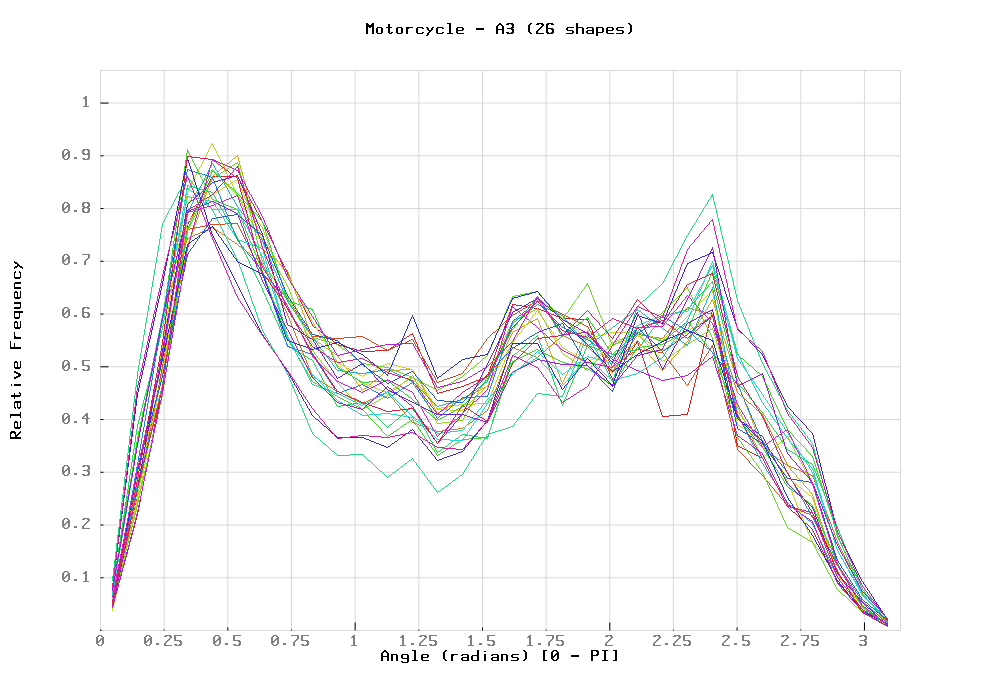 Motorcycle - A3 (26 shapes)
Relative Frequency
1
0.9
0.8
0.7
0.6
0.5
0.4
0.3
0.2
0.1
0 0.25 0.5 0.75 1 1.25 1.5 1.75 2 2.25 2.5 2.75 3
Angle (radians) [0 - PI]